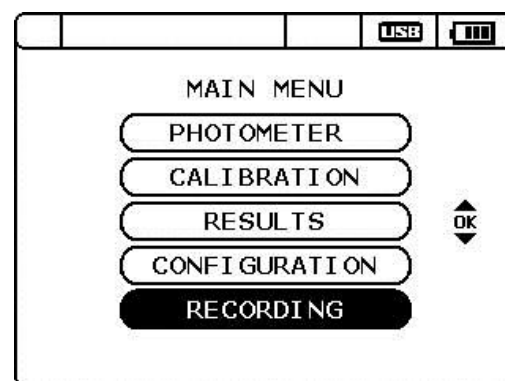 USB
MAIN MENU
PHOTOMETER
CALIBRATION
RESULTS
OK
CONFIGURATION
RECORDING